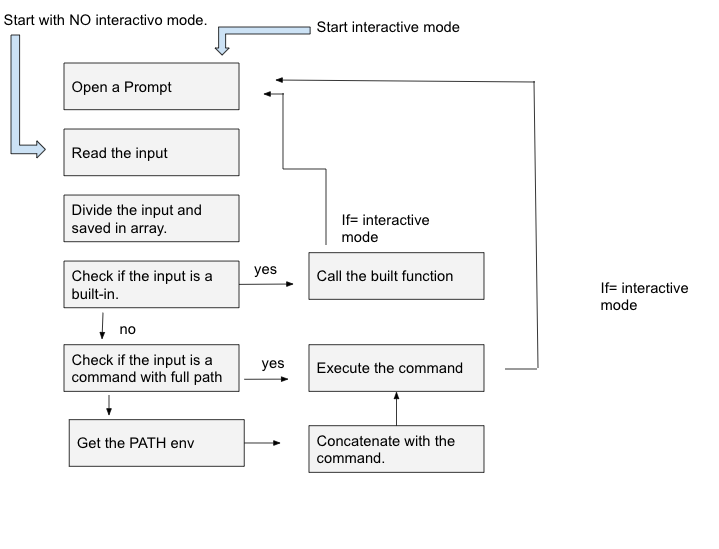 Start with NO interactivo mode.
Start interactive mode
Open a Prompt
Read the input
Divide the input and
saved in array.
If= interactive
mode
Check if the input is a
built-in.
yes
Call the built function
If= interactive
mode
no
Check if the input is a
command with full path
yes
Execute the command
Get the PATH env
Concatenate with the
command.